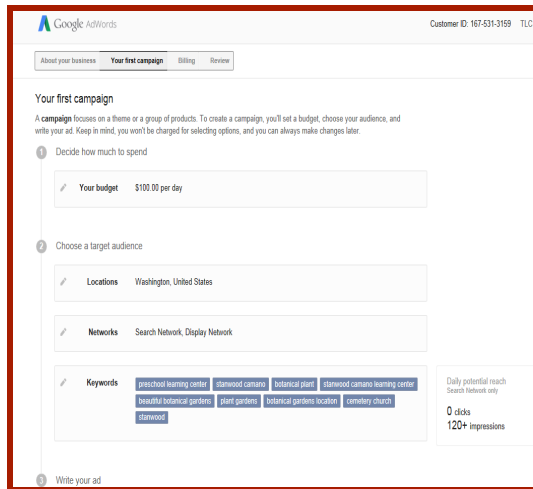 Google AdWords
Customer ID: 167-531-3159 TLC
About your business Your first campaign Billing Review
Your first campaign
A campaign focuses on a theme or a group of products. To create a campaign, you'll set a budget, choose your audience, and
write your ad. Keep in mind, you won't be charged for selecting options, and you can always make changes later.
1 Decide how much to spend
Your budget $100.00 per day
2 Choose a target audience
Locations Washington, United States
Networks Search Network, Display Network
Keywords preschool learning center stanwood camano botanical plant stanwood camano learning center
beautiful botanical gardens plant gardens botanical gardens location cemetery church
stanwood
Daily potential reach
Search Network only
0 clicks
120+ impressions
3 Write your ad